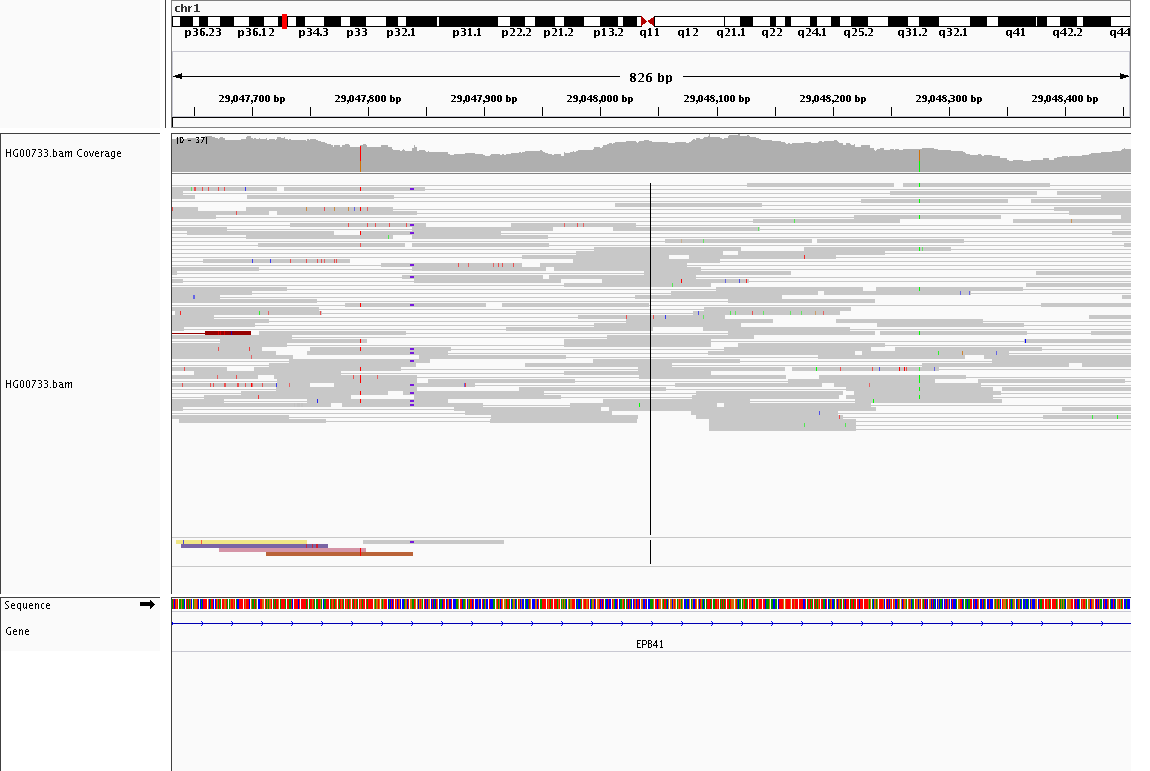 chr1
p36.23 p36.12 p34.3 p33 p32.1 p31.1 p22.2 p21.2 p13.2 q11 q12 q21.1 q22 q24.1 q25.2 q31.2 q32.1 q41 q42.2 q44
826 bp
29,047,700 bp 29,047,800 bp 29,047,900 bp 29,048,000 bp 29,048,100 bp 29,048,200 bp 29,048,300 bp 29,048,400 bp
[0 - 37]
HG00733.bam Coverage
HG00733.bam
Sequence
Gene
EPB41